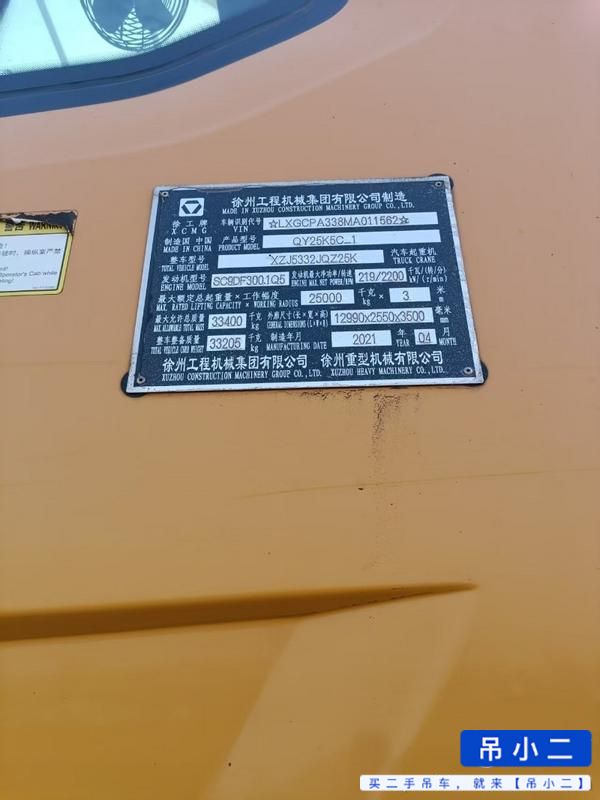 徐州工程机械集团有限公司制造
MADE IN XUZHOU CONSTRUCTION MACHINERY GROUP CO., LTD.
徐工牌 车辆识别代号 ☆LXGCPA338MA011562☆
XCMG VIN
制造国 中国 产品型号 QY25K5C_1
MADE IN CHINA PRODUCT MODEL
整车型号 XZJ5332JQZ25K 汽车起重机
TOTAL VEHICLE MODEL TRUCK CRANE
发动机型号 SC9DF300.1Q5 发动机最大净功率/转速 219/2200 千瓦/(转/分)
ENGINE MODEL ENGINE MAX. NET POWER/RPM kW/(r/min)
最大额定总起重量×工作幅度 25000 千克 × 3 米
MAX. RATED LIFTING CAPACITY × WORKING RADIUS kg m
最大允许总质量 33400 千克 外廓尺寸(长×宽×高) 12990x2550x3500 毫米
MAX. ALLOWABLE TOTAL MASS kg GENERAL DIMENSIONS (L×W×H) mm
整车整备质量 33205 千克 制造年月 2021 年 04 月
TOTAL VEHICLE CURB WEIGHT kg MANUFACTURING DATE YEAR MONTH
徐州工程机械集团有限公司 徐州重型机械有限公司
XUZHOU CONSTRUCTION MACHINERY GROUP CO., LTD. XUZHOU HEAVY MACHINERY CO., LTD.
WARN
操纵室严禁
Operator's Cab while
吊小二
买二手吊车，就来【吊小二】